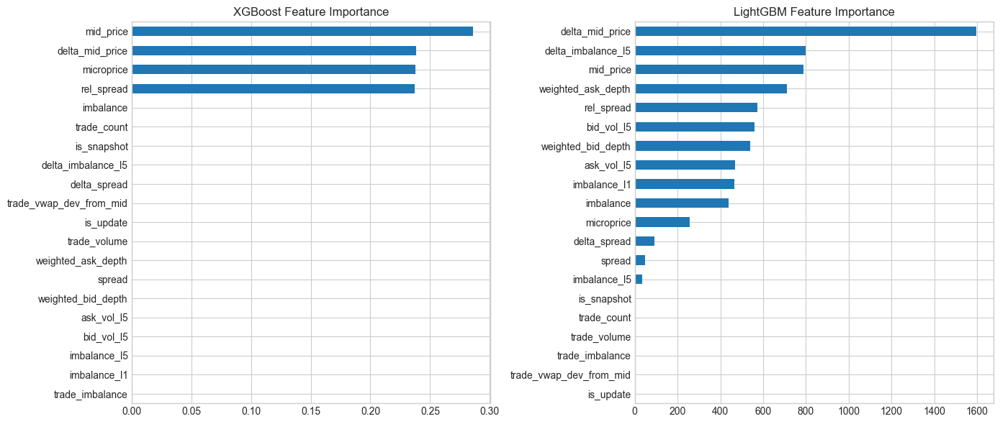 XGBoost Feature Importance
mid_price
delta_mid_price
microprice
rel_spread
imbalance
trade_count
is_snapshot
delta_imbalance_l5
delta_spread
trade_vwap_dev_from_mid
is_update
trade_volume
weighted_ask_depth
spread
weighted_bid_depth
ask_vol_l5
bid_vol_l5
imbalance_l5
imbalance_l1
trade_imbalance
0.00 0.05 0.10 0.15 0.20 0.25 0.30
LightGBM Feature Importance
delta_mid_price
delta_imbalance_l5
mid_price
weighted_ask_depth
rel_spread
bid_vol_l5
weighted_bid_depth
ask_vol_l5
imbalance_l1
imbalance
microprice
delta_spread
spread
imbalance_l5
is_snapshot
trade_count
trade_volume
trade_imbalance
trade_vwap_dev_from_mid
is_update
0 200 400 600 800 1000 1200 1400 1600